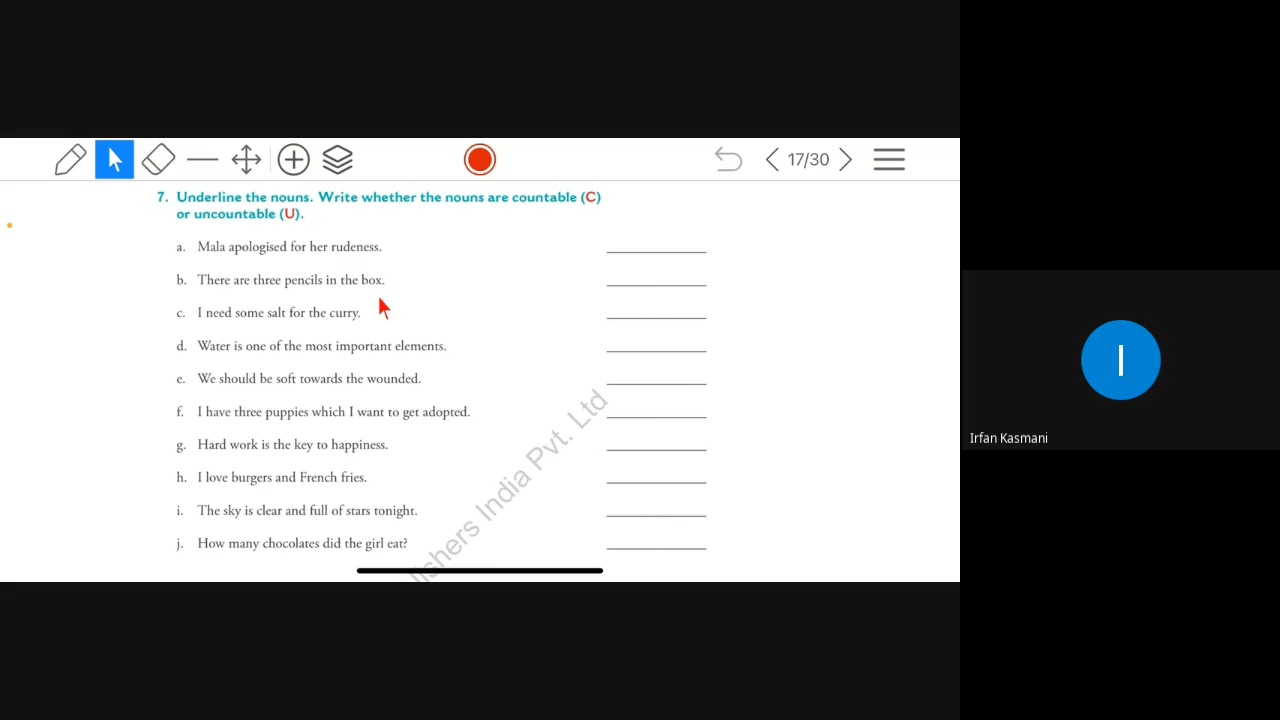 17/30
7. Underline the nouns. Write whether the nouns are countable (C)
or uncountable (U).
a. Mala apologised for her rudeness.
b. There are three pencils in the box.
c. I need some salt for the curry.
d. Water is one of the most important elements.
e. We should be soft towards the wounded.
f. I have three puppies which I want to get adopted.
g. Hard work is the key to happiness.
h. I love burgers and French fries.
i. The sky is clear and full of stars tonight.
j. How many chocolates did the girl eat?
lishers India Pvt. Ltd
I
Irfan Kasmani